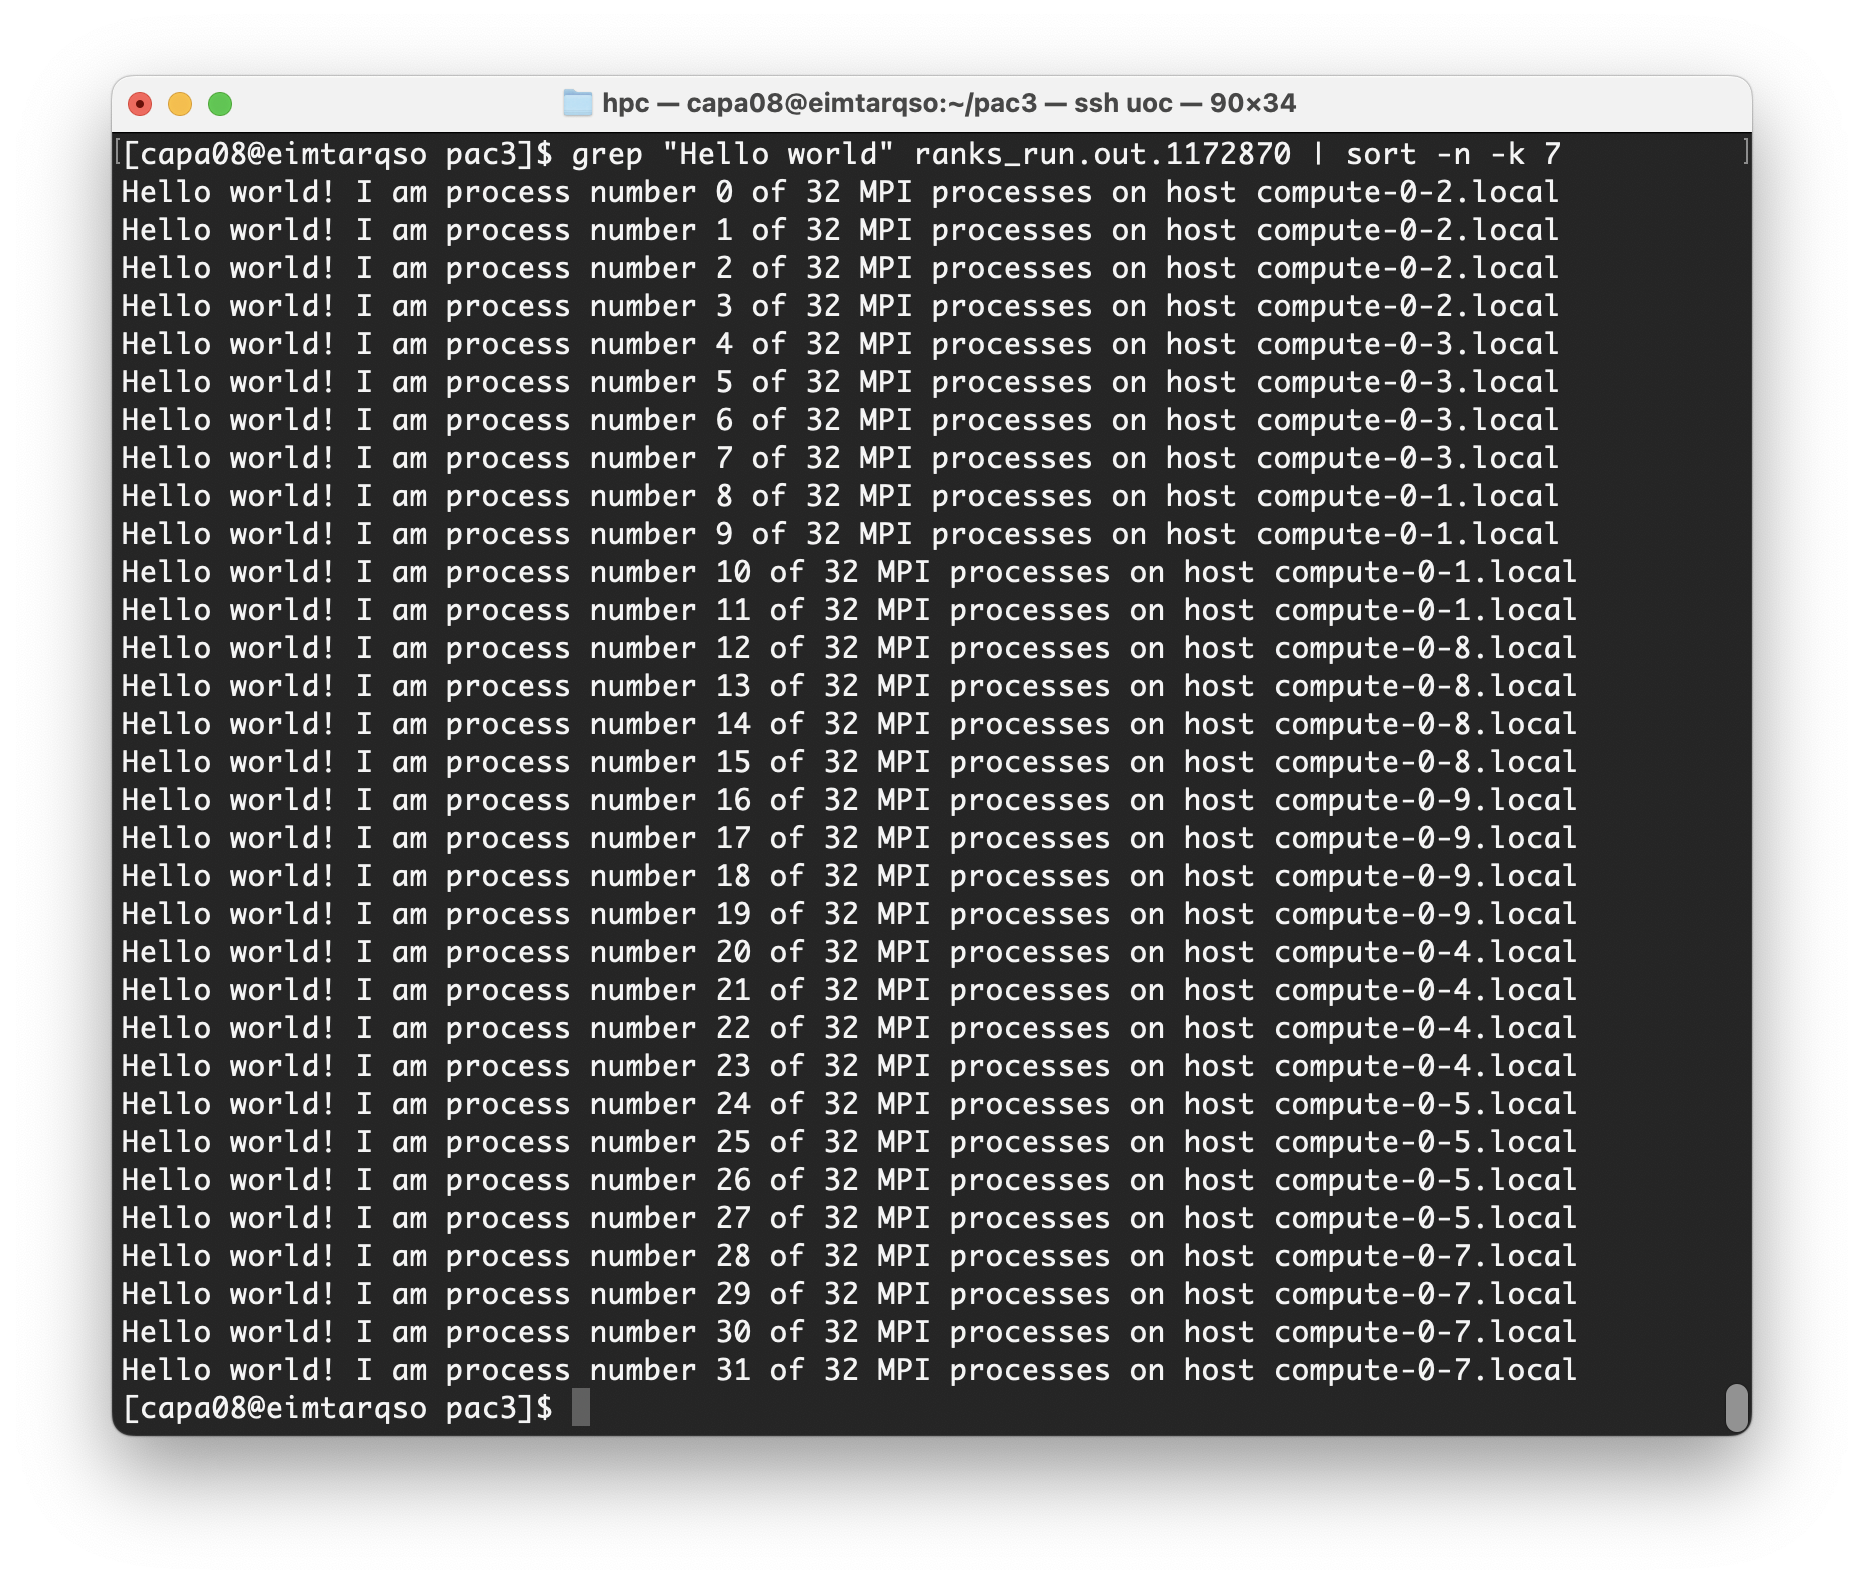 hpc — capa08@eimtarqso:~/pac3 — ssh uoc — 90×34
[capa08@eimtarqso pac3]$ grep "Hello world" ranks_run.out.1172870 | sort -n -k 7
Hello world! I am process number 0 of 32 MPI processes on host compute-0-2.local
Hello world! I am process number 1 of 32 MPI processes on host compute-0-2.local
Hello world! I am process number 2 of 32 MPI processes on host compute-0-2.local
Hello world! I am process number 3 of 32 MPI processes on host compute-0-2.local
Hello world! I am process number 4 of 32 MPI processes on host compute-0-3.local
Hello world! I am process number 5 of 32 MPI processes on host compute-0-3.local
Hello world! I am process number 6 of 32 MPI processes on host compute-0-3.local
Hello world! I am process number 7 of 32 MPI processes on host compute-0-3.local
Hello world! I am process number 8 of 32 MPI processes on host compute-0-1.local
Hello world! I am process number 9 of 32 MPI processes on host compute-0-1.local
Hello world! I am process number 10 of 32 MPI processes on host compute-0-1.local
Hello world! I am process number 11 of 32 MPI processes on host compute-0-1.local
Hello world! I am process number 12 of 32 MPI processes on host compute-0-8.local
Hello world! I am process number 13 of 32 MPI processes on host compute-0-8.local
Hello world! I am process number 14 of 32 MPI processes on host compute-0-8.local
Hello world! I am process number 15 of 32 MPI processes on host compute-0-8.local
Hello world! I am process number 16 of 32 MPI processes on host compute-0-9.local
Hello world! I am process number 17 of 32 MPI processes on host compute-0-9.local
Hello world! I am process number 18 of 32 MPI processes on host compute-0-9.local
Hello world! I am process number 19 of 32 MPI processes on host compute-0-9.local
Hello world! I am process number 20 of 32 MPI processes on host compute-0-4.local
Hello world! I am process number 21 of 32 MPI processes on host compute-0-4.local
Hello world! I am process number 22 of 32 MPI processes on host compute-0-4.local
Hello world! I am process number 23 of 32 MPI processes on host compute-0-4.local
Hello world! I am process number 24 of 32 MPI processes on host compute-0-5.local
Hello world! I am process number 25 of 32 MPI processes on host compute-0-5.local
Hello world! I am process number 26 of 32 MPI processes on host compute-0-5.local
Hello world! I am process number 27 of 32 MPI processes on host compute-0-5.local
Hello world! I am process number 28 of 32 MPI processes on host compute-0-7.local
Hello world! I am process number 29 of 32 MPI processes on host compute-0-7.local
Hello world! I am process number 30 of 32 MPI processes on host compute-0-7.local
Hello world! I am process number 31 of 32 MPI processes on host compute-0-7.local
[capa08@eimtarqso pac3]$